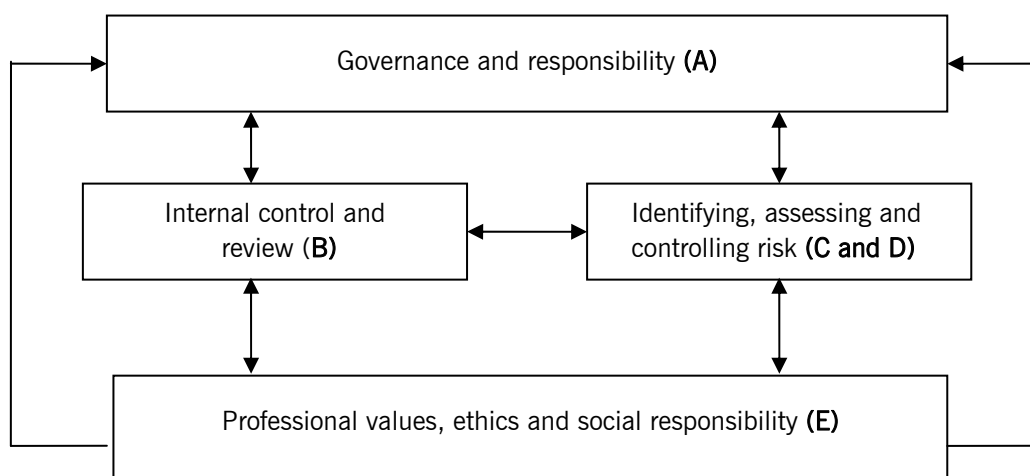 Governance and responsibility (A)
Internal control and
review (B)
Identifying, assessing and
controlling risk (C and D)
Professional values, ethics and social responsibility (E)